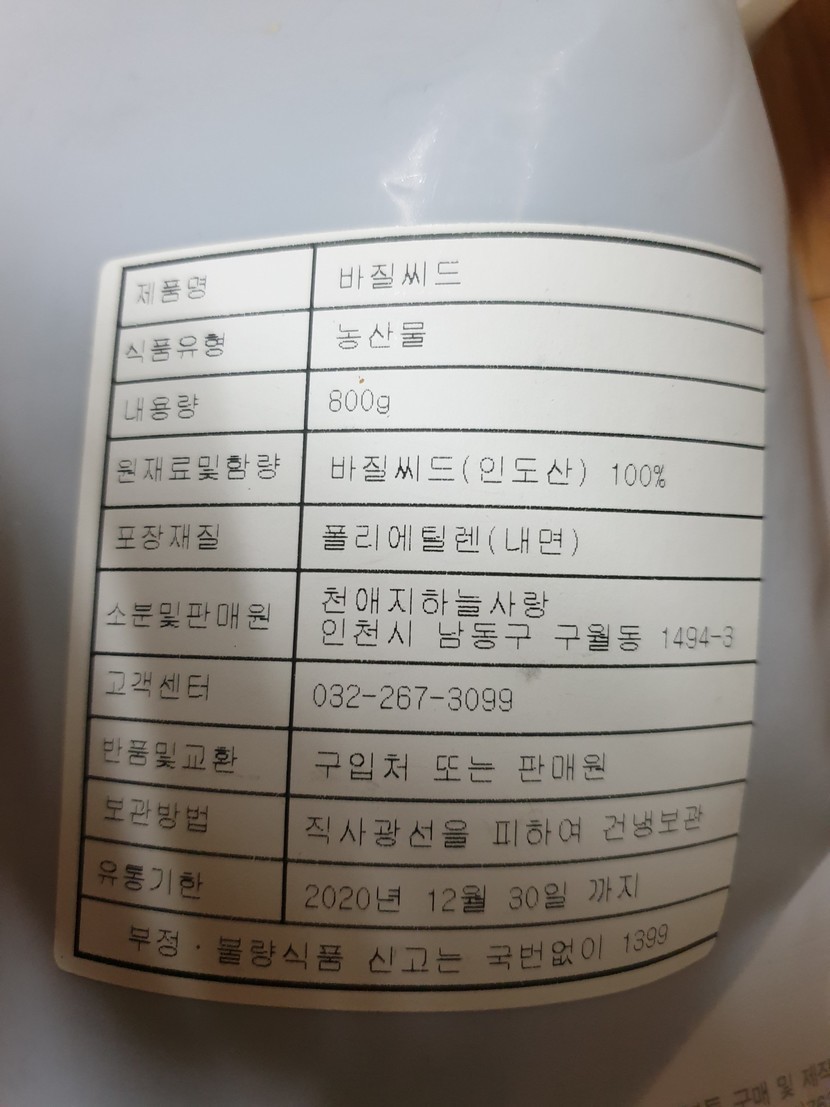 제품명 바질씨드
식품유형 농산물
내용량 800g
원재료및함량 바질씨드(인도산) 100%
포장재질 폴리에틸렌(내면)
소분및판매원 천애지하늘사랑
인천시 남동구 구월동 1494-3
고객센터 032-267-3099
반품및교환 구입처 또는 판매원
보관방법 직사광선을 피하여 건냉보관
유통기한 2020년 12월 30일 까지
부정·불량식품 신고는 국번없이 1399
구매 및 제작